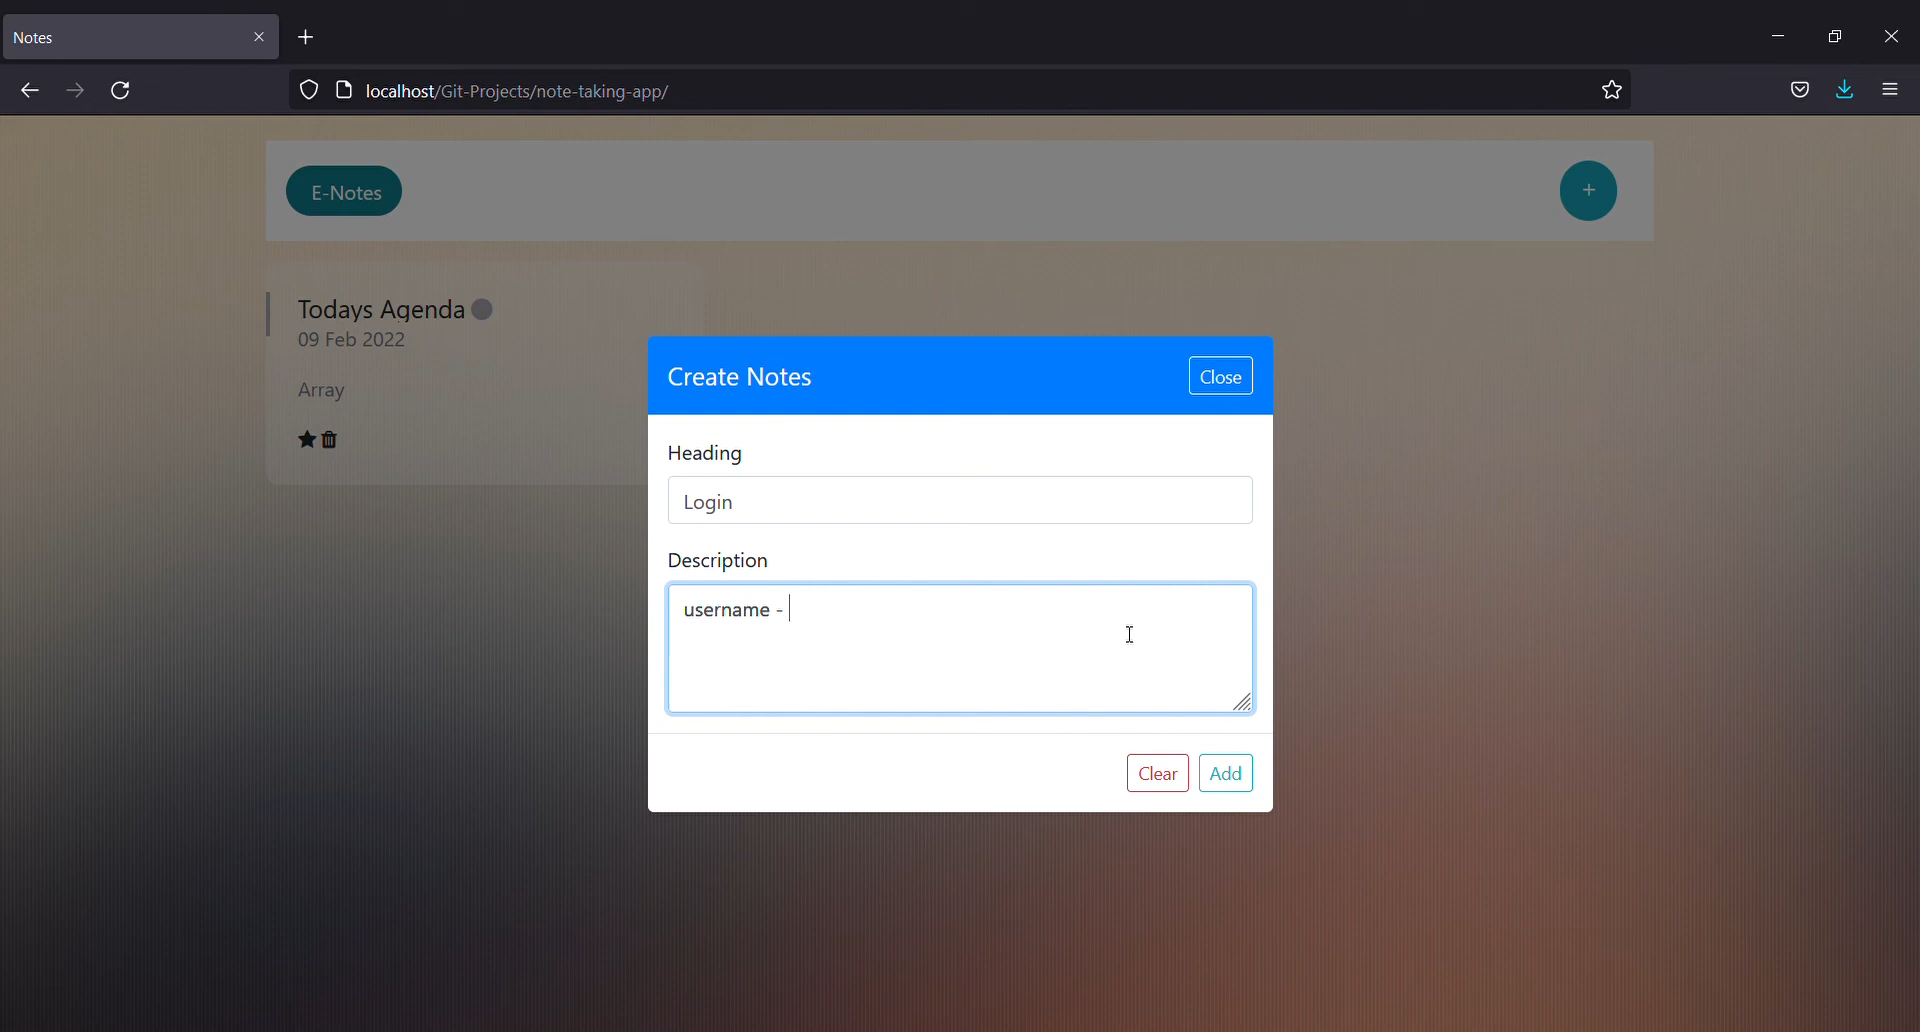 Notes
localhost/Git-Projects/note-taking-app/
E-Notes
+
Todays Agenda
09 Feb 2022
Array
Create Notes
Close
Heading
Login
Description
username -
Clear
Add